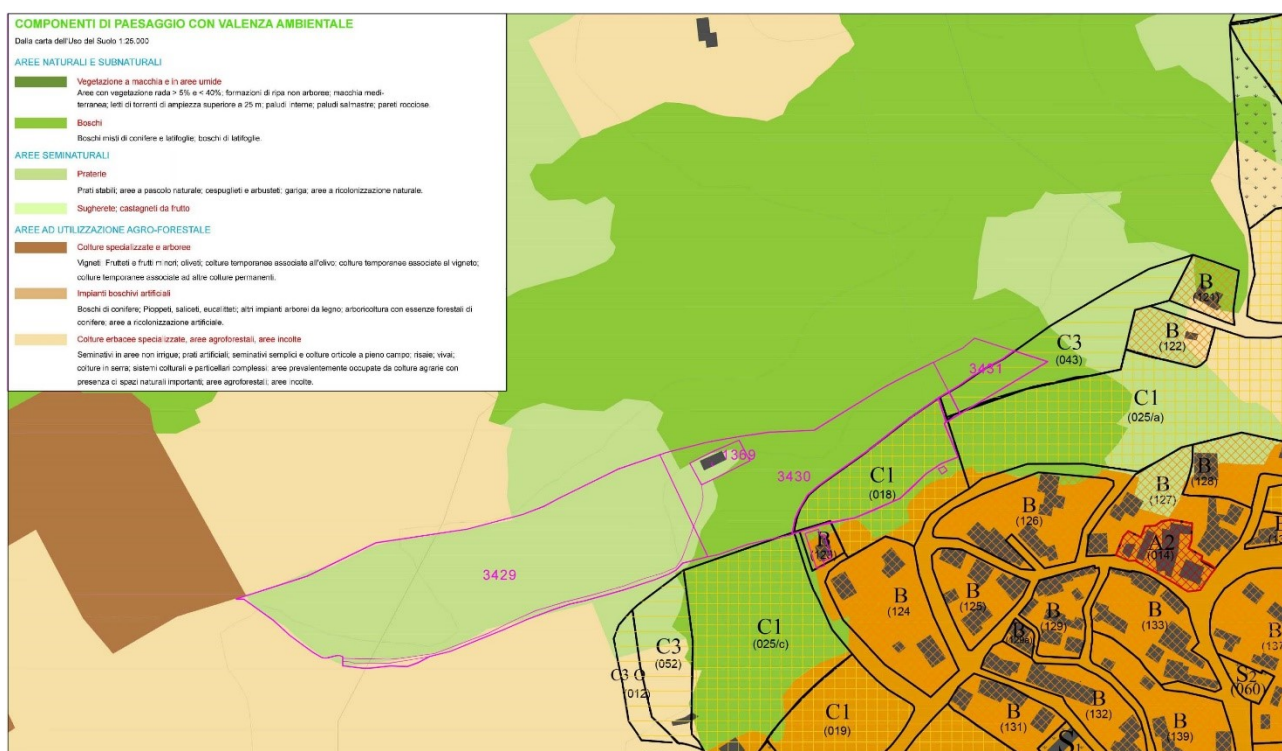 COMPONENTI DI PAESAGGIO CON VALENZA AMBIENTALE
Dalla carta dell'Uso del Suolo 1:25.000
AREE NATURALI E SUBNATURALI
Vegetazione a macchia e in aree umide
Aree con vegetazione rada > 5% e < 40%; formazioni di ripa non arboree; macchia medi-
terranea; letti di torrenti di ampiezza superiore a 25 m; paludi interne; paludi salmastre; pareti rocciose.
Boschi
Boschi misti di conifere e latifoglie; boschi di latifoglie.
AREE SEMINATURALI
Praterie
Prati stabili; aree a pascolo naturale; cespuglieti e arbusteti; gariga; aree a ricolonizzazione naturale.
Sugherete; castagneti da frutto
AREE AD UTILIZZAZIONE AGRO-FORESTALE
Colture specializzate e arboree
Vigneti; Frutteti e frutti minori; oliveti; colture temporanee associate all'olivo; colture temporanee associate al vigneto;
colture temporanee associate ad altre colture permanenti.
Impianti boschivi artificiali
Boschi di conifere; Pioppeti, saliceti, eucalitteti; altri impianti arborei da legno; arboricoltura con essenze forestali di
conifere; aree a ricolonizzazione artificiale.
Colture erbacee specializzate, aree agroforestali, aree incolte
Seminativi in aree non irrigue; prati artificiali; seminativi semplici e colture orticole a pieno campo; risaie; vivai;
colture in serra; sistemi colturali e particellari complessi; aree prevalentemente occupate da colture agrarie con
presenza di spazi naturali importanti; aree agroforestali; aree incolte.
B
(121)
B
(122)
C3
(043)
3431
C1
(025/a)
1369
3430
C1
(018)
B
(128)
B
(127)
B
(126)
B
A2
(014)
3429
B
(124)
B
(125)
B
(129)
B
(133)
B
C1
(025/c)
C3
(052)
C3 O
(012)
B
(137
S2
(060)
C1
(019)
B
(131)
B
(132)
B
(139)